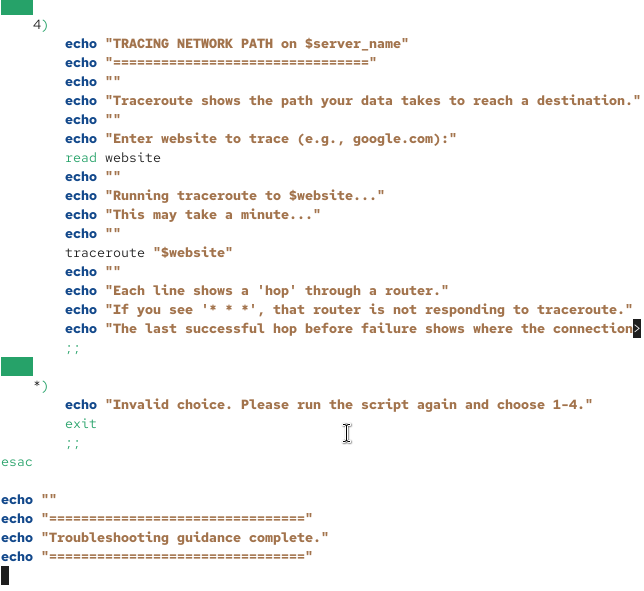 4)
echo "TRACING NETWORK PATH on $server_name"
echo "================================"
echo ""
echo "Traceroute shows the path your data takes to reach a destination."
echo ""
echo "Enter website to trace (e.g., google.com):"
read website
echo ""
echo "Running traceroute to $website..."
echo "This may take a minute..."
echo ""
traceroute "$website"
echo ""
echo "Each line shows a 'hop' through a router."
echo "If you see '* * *', that router is not responding to traceroute."
echo "The last successful hop before failure shows where the connection>
;;
*)
echo "Invalid choice. Please run the script again and choose 1-4."
exit
;;
esac
echo ""
echo "================================"
echo "Troubleshooting guidance complete."
echo "================================"